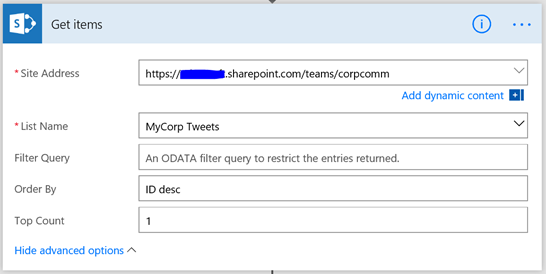 Get items
* Site Address
https:// .sharepoint.com/teams/corpcomm
Add dynamic content
* List Name
MyCorp Tweets
Filter Query
An ODATA filter query to restrict the entries returned.
Order By
ID desc
Top Count
1
Hide advanced options